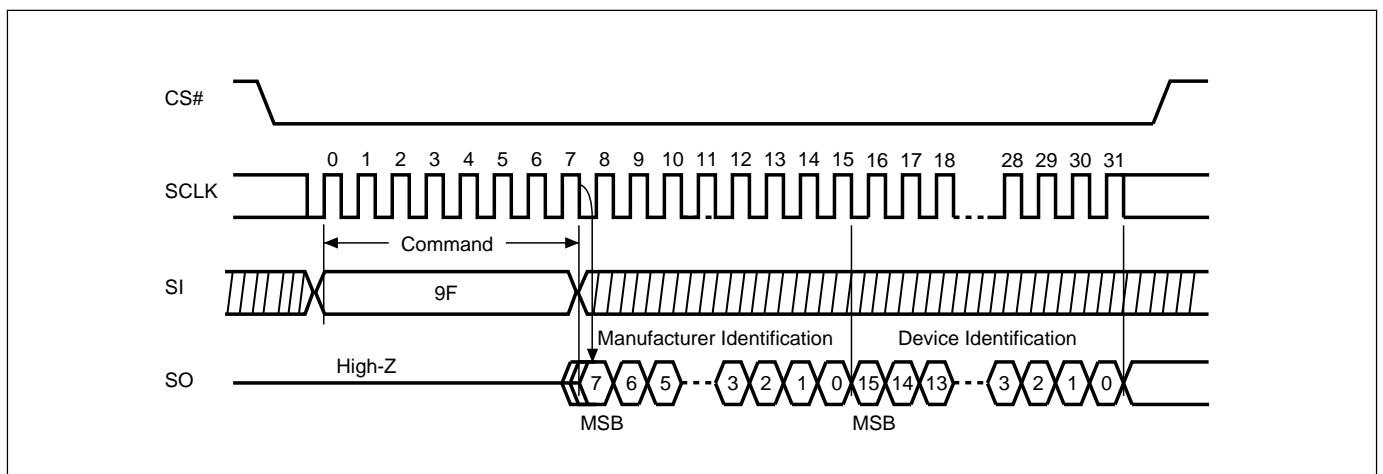 CS#
0 1 2 3 4 5 6 7 8 9 10 11 12 13 14 15 16 17 18 28 29 30 31
SCLK
Command
SI
9F
Manufacturer Identification Device Identification
High-Z
SO
7 6 5 3 2 1 0 15 14 13 3 2 1 0
MSB MSB